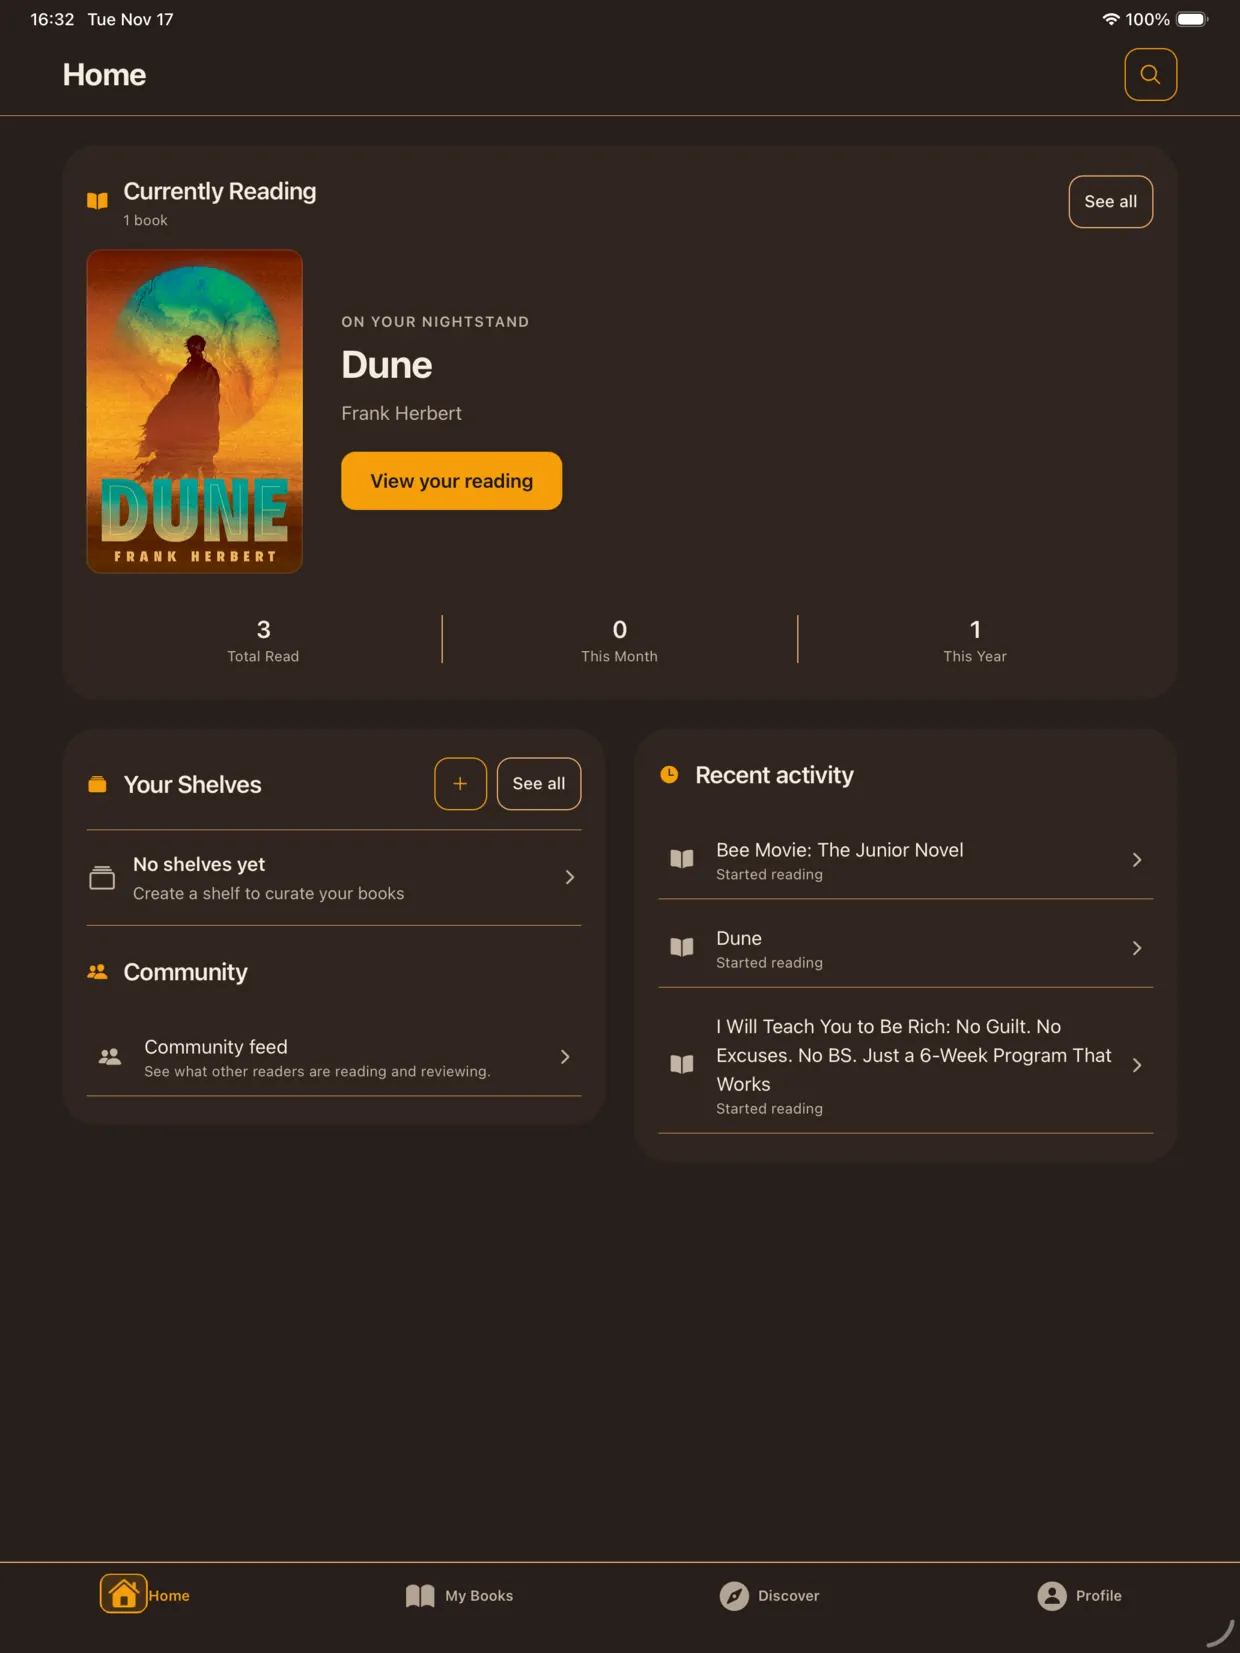 16:32 Tue Nov 17
100%
Home
Currently Reading
1 book
See all
DUNE
FRANK HERBERT
ON YOUR NIGHTSTAND
Dune
Frank Herbert
View your reading
3
Total Read
0
This Month
1
This Year
Your Shelves
+
See all
No shelves yet
Create a shelf to curate your books
Community
Community feed
See what other readers are reading and reviewing.
Recent activity
Bee Movie: The Junior Novel
Started reading
Dune
Started reading
I Will Teach You to Be Rich: No Guilt. No
Excuses. No BS. Just a 6-Week Program That
Works
Started reading
Home
My Books
Discover
Profile